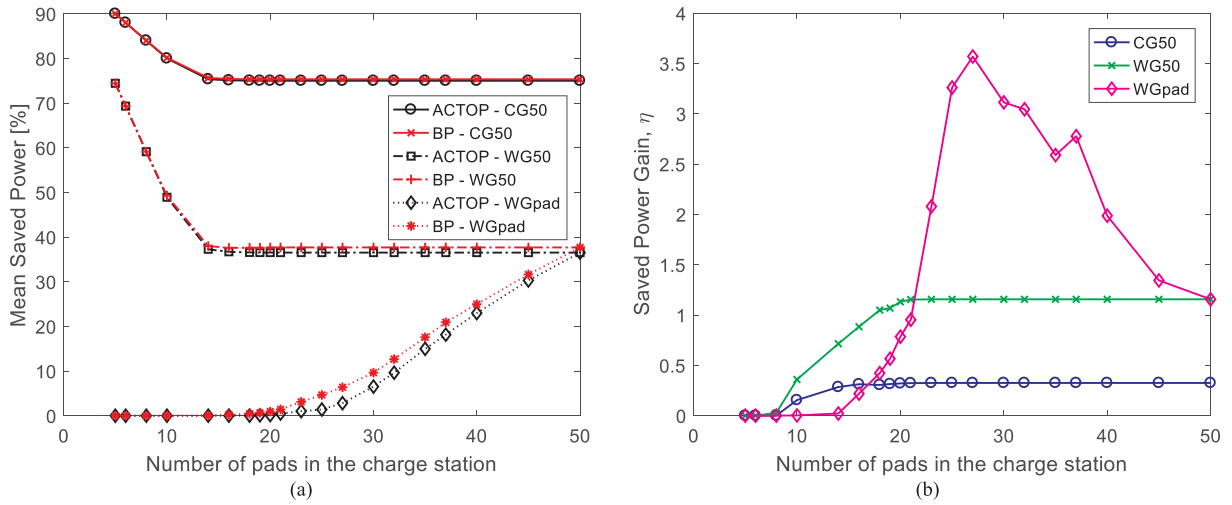 90
80
70
60
50
40
30
20
10
0
0
10
20
30
40
50
Mean Saved Power [%]
Number of pads in the charge station
ACTOP - CG50
BP - CG50
ACTOP - WG50
BP - WG50
ACTOP - WGpad
BP - WGpad
(a)
4
3.5
3
2.5
2
1.5
1
0.5
0
0
10
20
30
40
50
Saved Power Gain, η
Number of pads in the charge station
CG50
WG50
WGpad
(b)